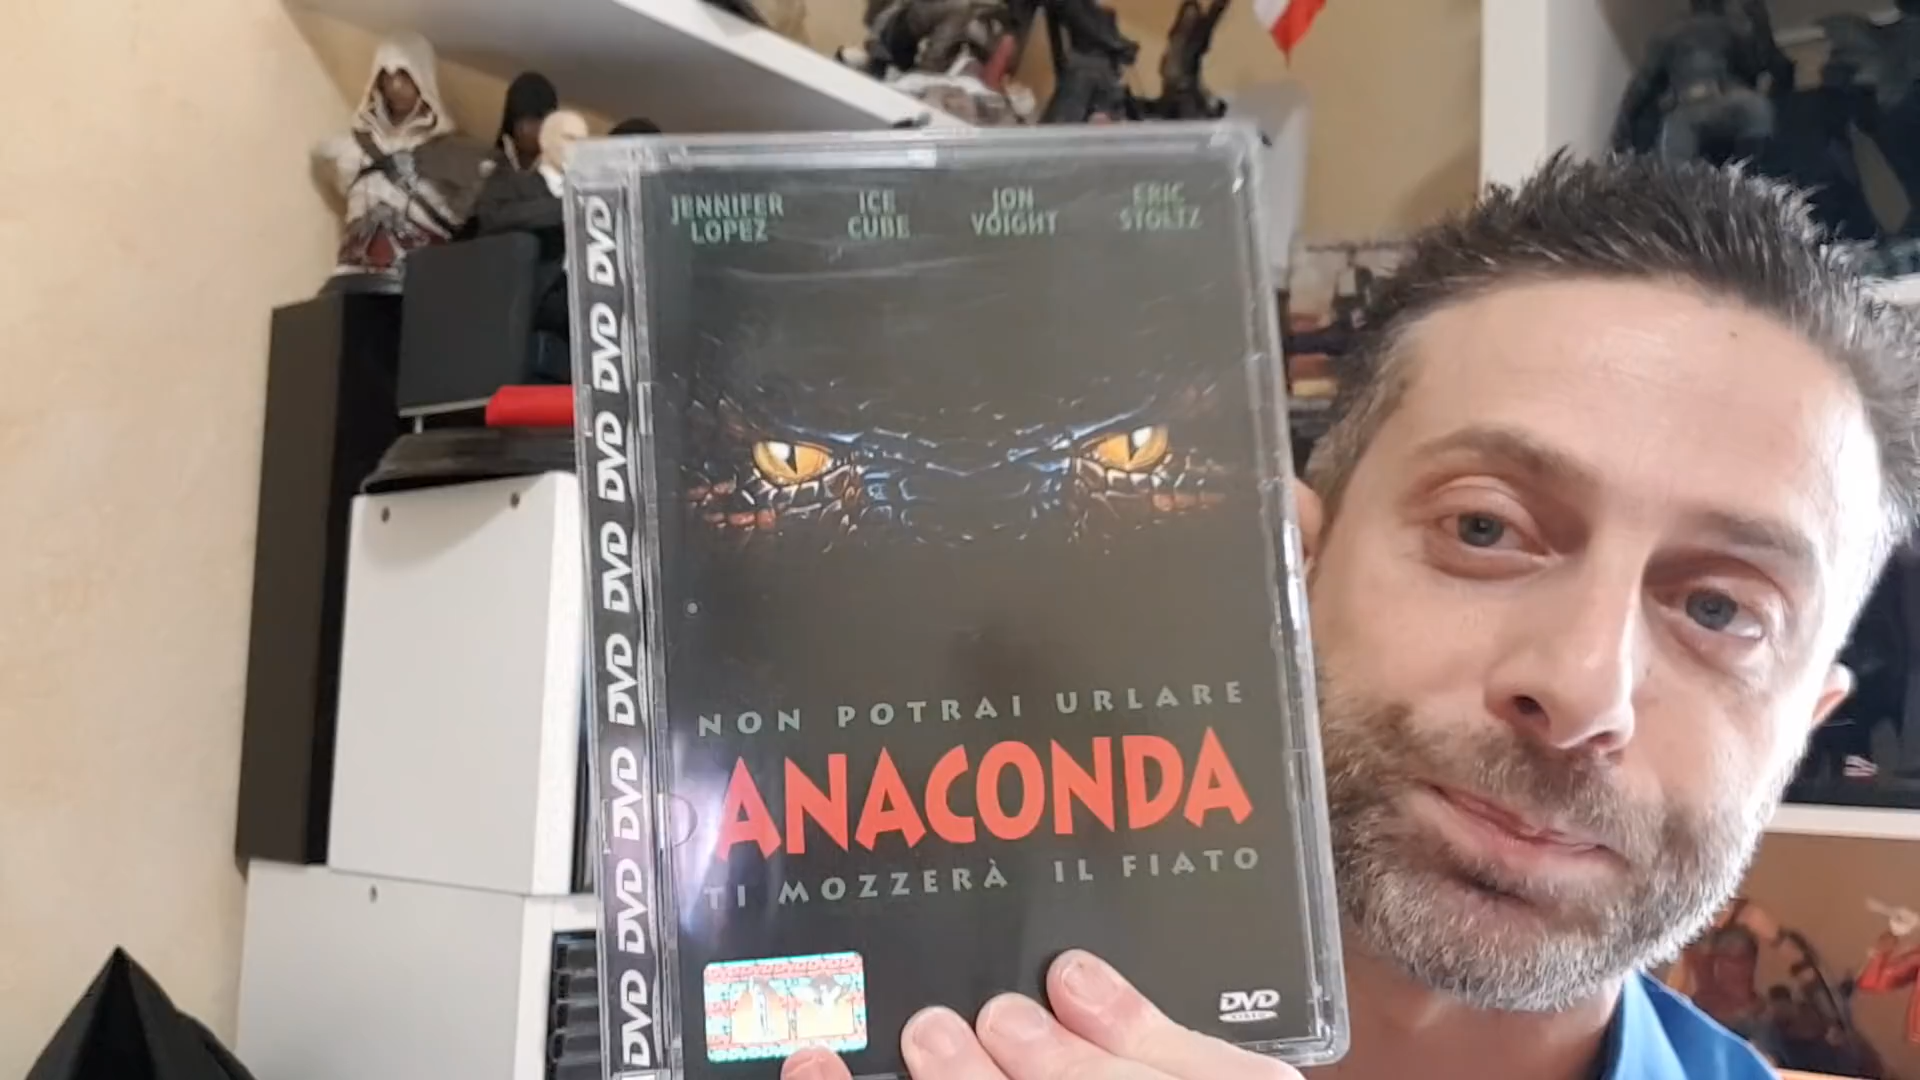 JENNIFER LOPEZ
ICE CUBE
JON VOIGHT
ERIC STOLTZ
NON POTRAI URLARE
ANACONDA
TI MOZZERÀ IL FIATO
DVD VIDEO
DVD DVD DVD DVD DVD DVD DVD DVD